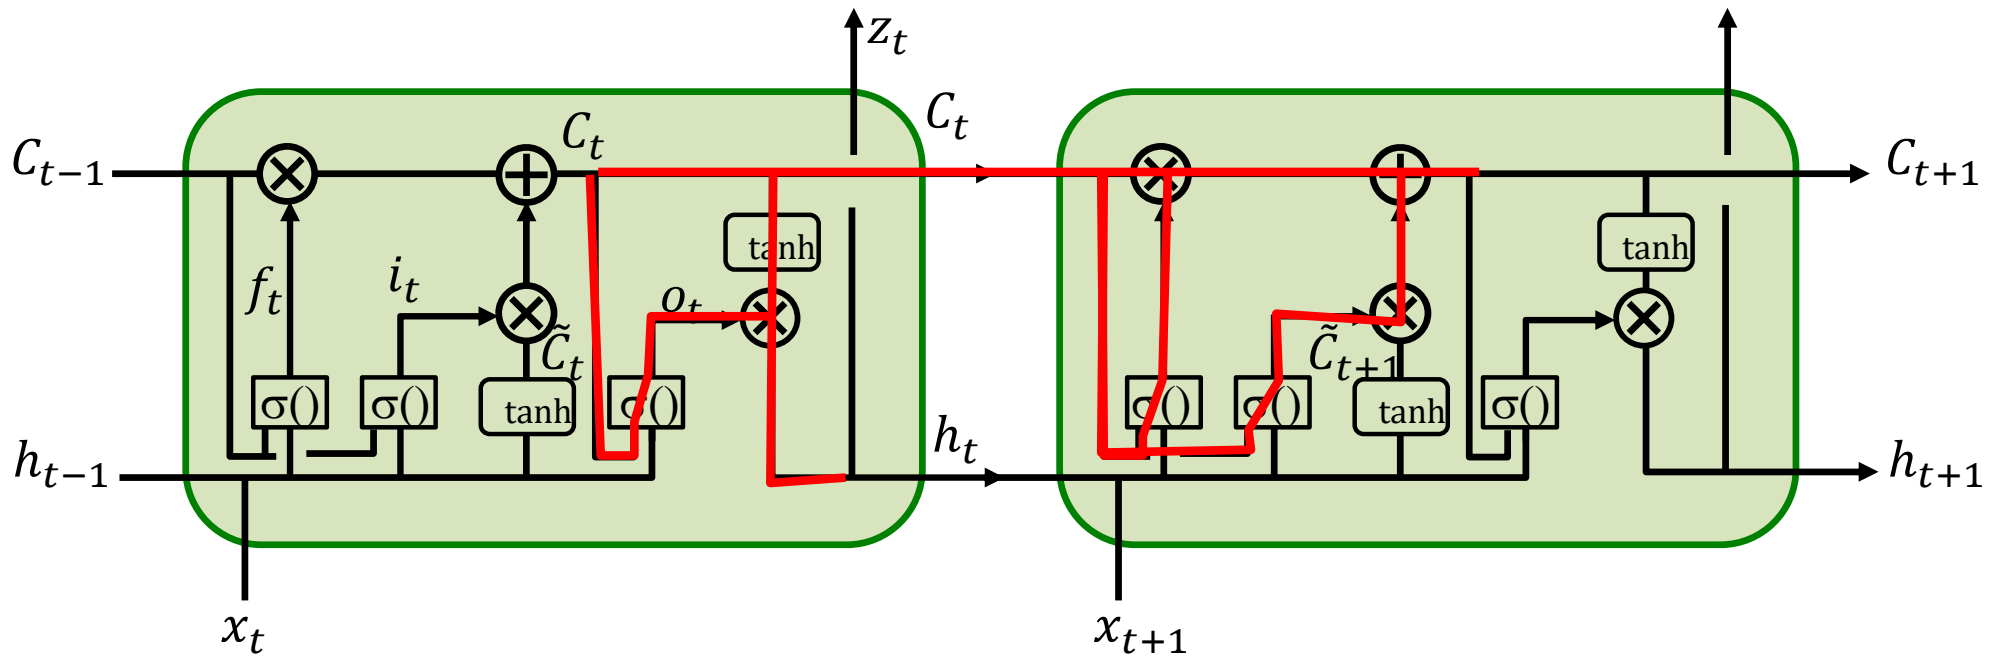 z_t
C_t
C_t
C_{t-1}
C_{t+1}
tanh
tanh
f_t
i_t
o_t
C̃_t
C̃_{t+1}
σ()
σ()
tanh
σ()
σ()
σ()
tanh
σ()
h_{t-1}
h_t
h_{t+1}
x_t
x_{t+1}